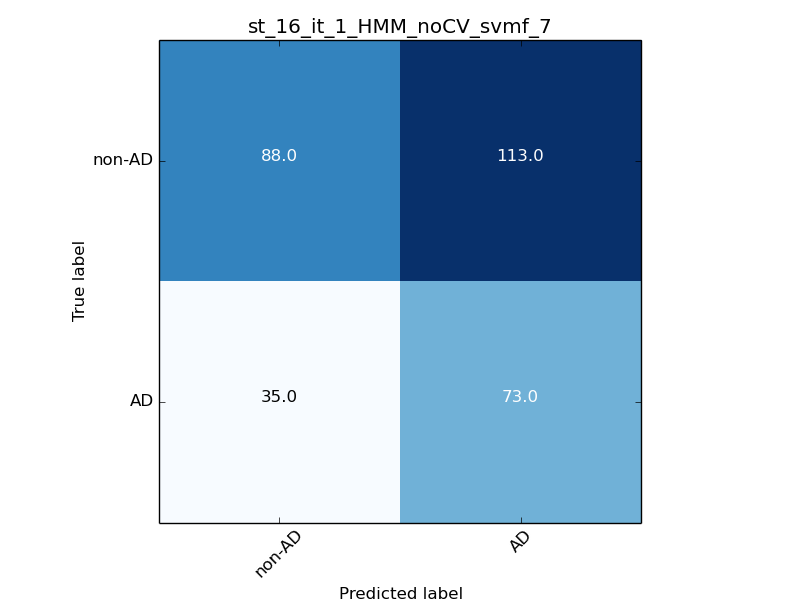 st_16_it_1_HMM_noCV_svmf_7
non-AD
88.0
113.0
True label
AD
35.0
73.0
non-AD
AD
Predicted label